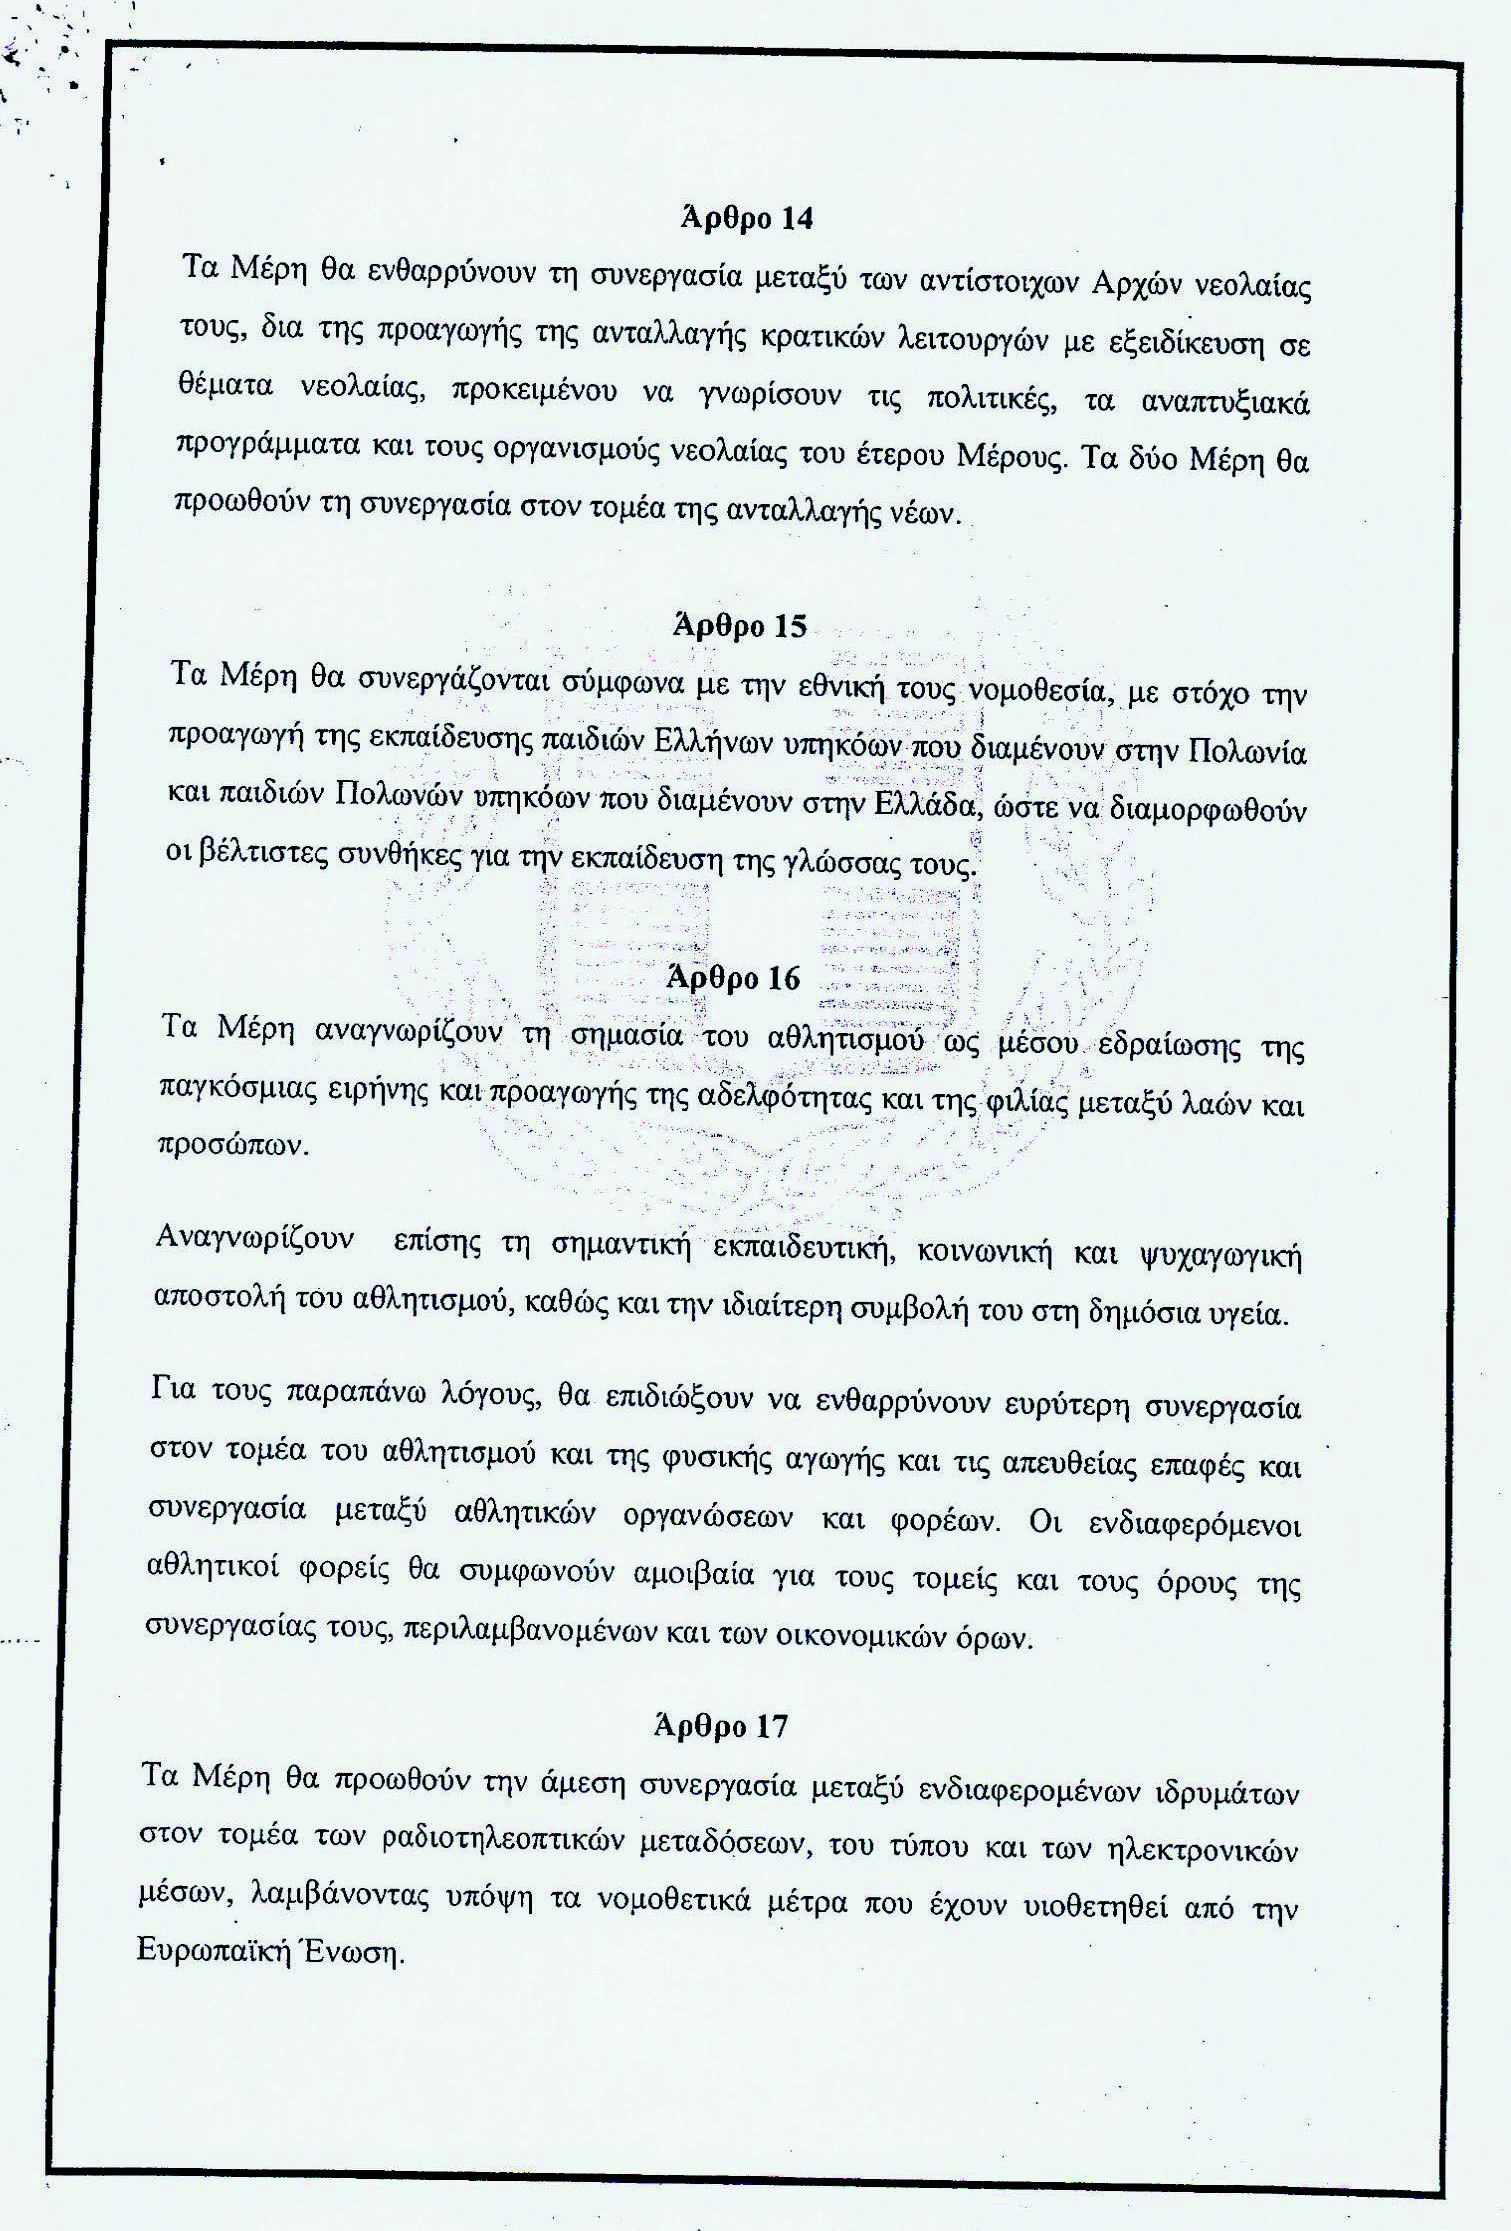 Άρθρο 14
Τα Μέρη θα ενθαρρύνουν τη συνεργασία μεταξύ των αντίστοιχων Αρχών νεολαίας
τους, δια της προαγωγής της ανταλλαγής κρατικών λειτουργών με εξειδίκευση σε
θέματα νεολαίας, προκειμένου να γνωρίσουν τις πολιτικές, τα αναπτυξιακά
προγράμματα και τους οργανισμούς νεολαίας του έτερου Μέρους. Τα δύο Μέρη θα
προωθούν τη συνεργασία στον τομέα της ανταλλαγής νέων.
Άρθρο 15
Τα Μέρη θα συνεργάζονται σύμφωνα με την εθνική τους νομοθεσία, με στόχο την
προαγωγή της εκπαίδευσης παιδιών Ελλήνων υπηκόων που διαμένουν στην Πολωνία
και παιδιών Πολωνών υπηκόων που διαμένουν στην Ελλάδα, ώστε να διαμορφωθούν
οι βέλτιστες συνθήκες για την εκπαίδευση της γλώσσας τους.
Άρθρο 16
Τα Μέρη αναγνωρίζουν τη σημασία του αθλητισμού ως μέσου εδραίωσης της
παγκόσμιας ειρήνης και προαγωγής της αδελφότητας και της φιλίας μεταξύ λαών και
προσώπων.
Αναγνωρίζουν επίσης τη σημαντική εκπαιδευτική, κοινωνική και ψυχαγωγική
αποστολή του αθλητισμού, καθώς και την ιδιαίτερη συμβολή του στη δημόσια υγεία.
Για τους παραπάνω λόγους, θα επιδιώξουν να ενθαρρύνουν ευρύτερη συνεργασία
στον τομέα του αθλητισμού και της φυσικής αγωγής και τις απευθείας επαφές και
συνεργασία μεταξύ αθλητικών οργανώσεων και φορέων. Οι ενδιαφερόμενοι
αθλητικοί φορείς θα συμφωνούν αμοιβαία για τους τομείς και τους όρους της
συνεργασίας τους, περιλαμβανομένων και των οικονομικών όρων.
Άρθρο 17
Τα Μέρη θα προωθούν την άμεση συνεργασία μεταξύ ενδιαφερομένων ιδρυμάτων
στον τομέα των ραδιοτηλεοπτικών μεταδόσεων, του τύπου και των ηλεκτρονικών
μέσων, λαμβάνοντας υπόψη τα νομοθετικά μέτρα που έχουν υιοθετηθεί από την
Ευρωπαϊκή Ένωση.